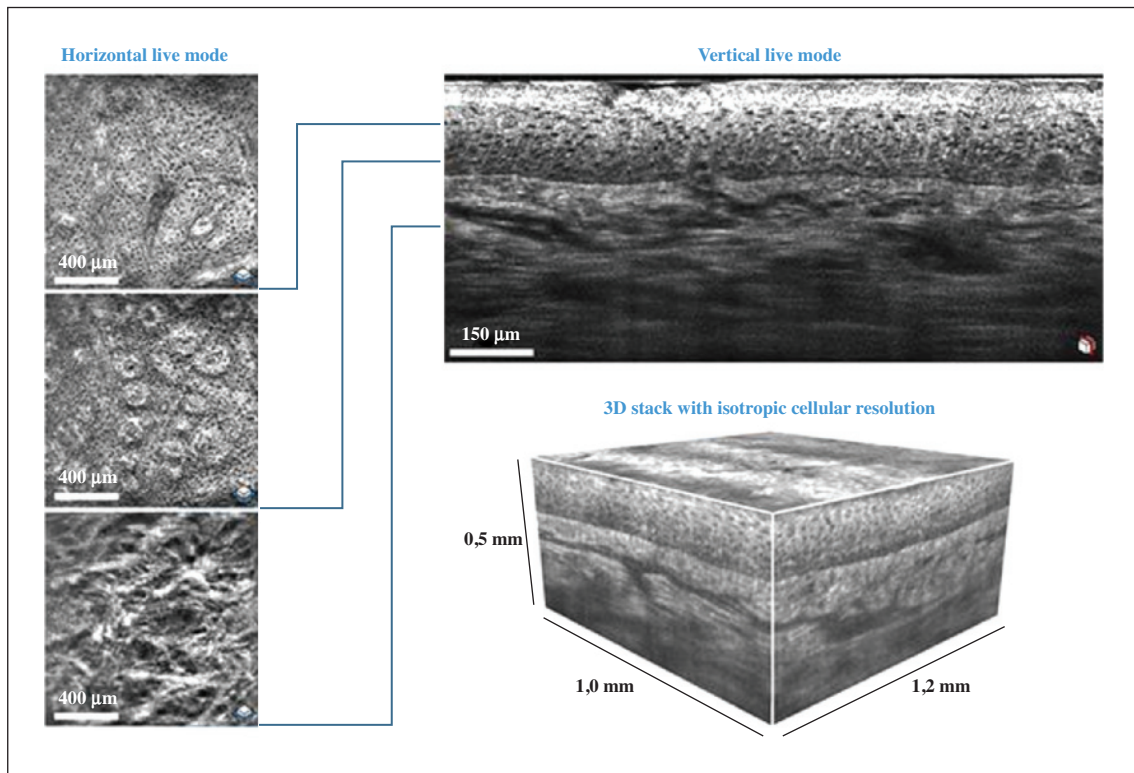 Horizontal live mode
400 μm
400 μm
400 μm
Vertical live mode
150 μm
3D stack with isotropic cellular resolution
0,5 mm
1,0 mm
1,2 mm